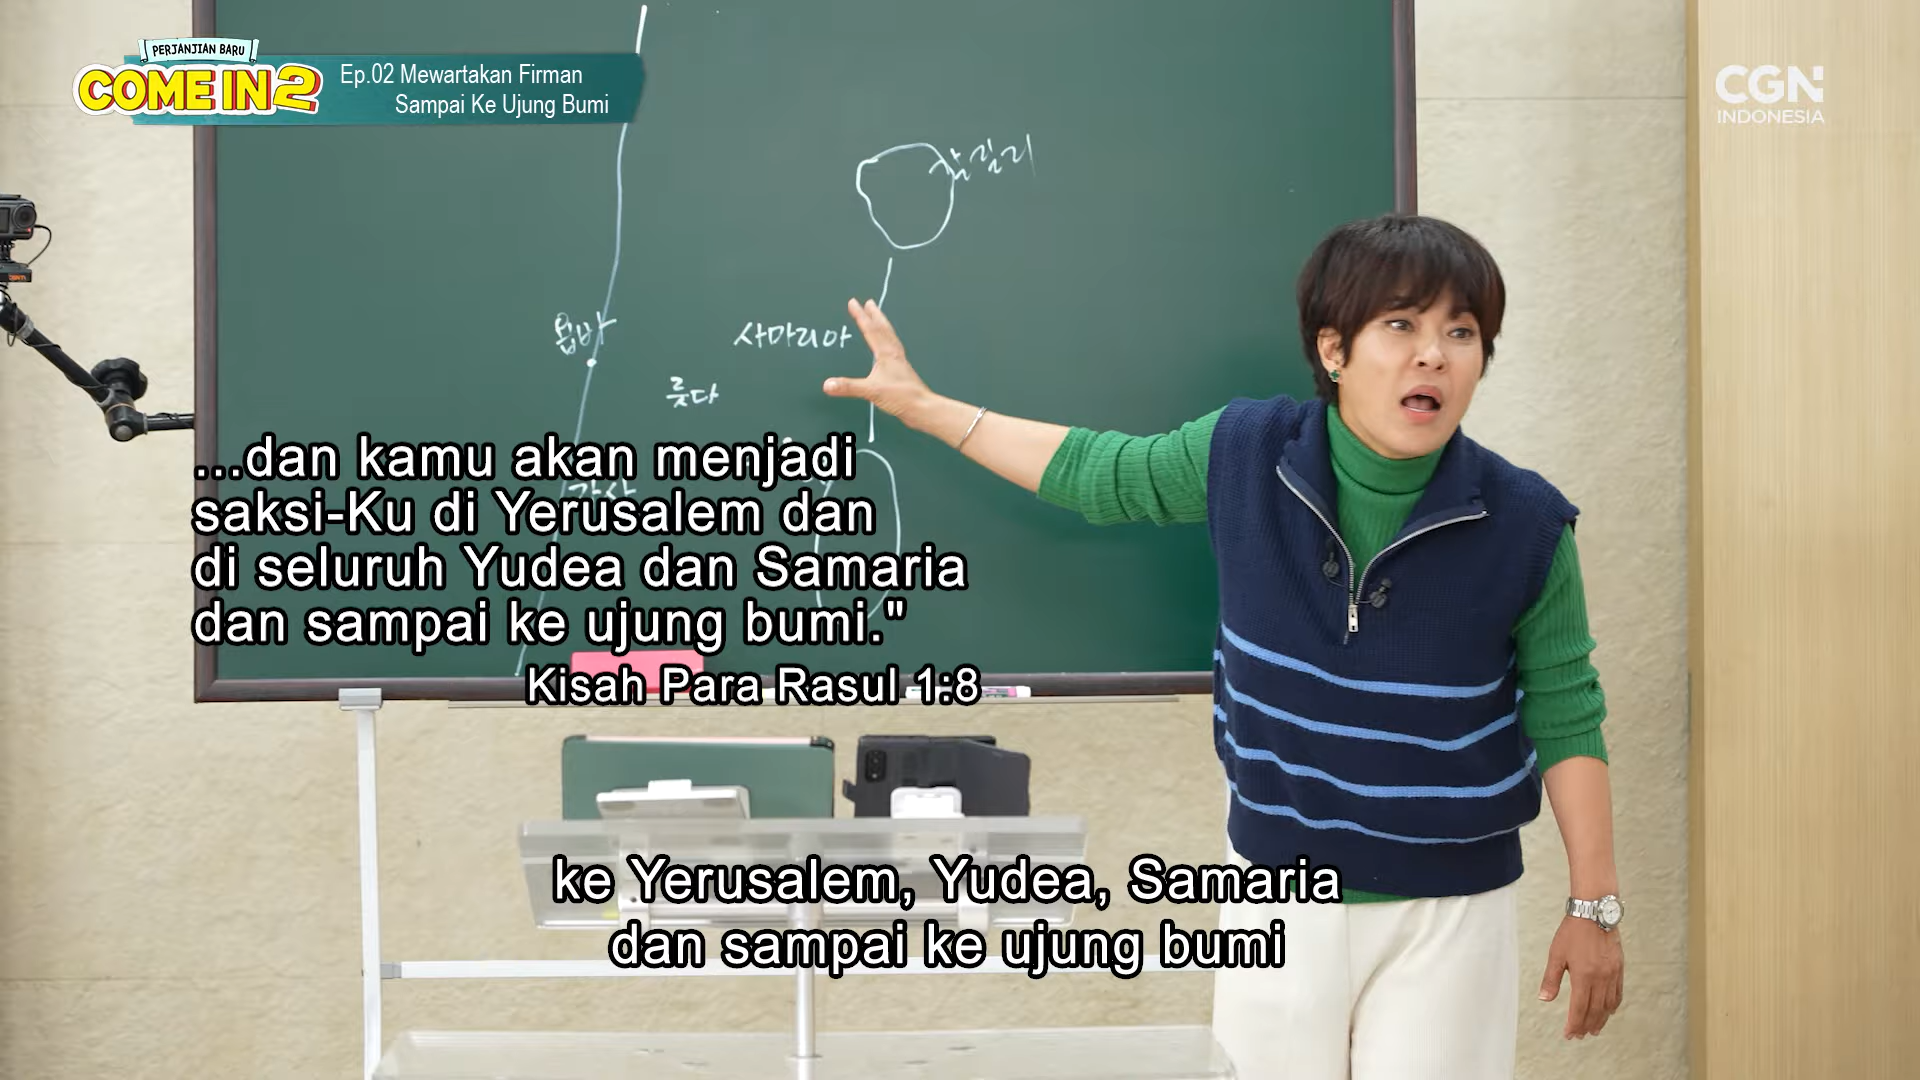 PERJANJIAN BARU
COME IN 2
Ep.02 Mewartakan Firman
Sampai Ke Ujung Bumi
CGN
INDONESIA
갈릴리
욥바
사마리아
룻다
가사
...dan kamu akan menjadi
saksi-Ku di Yerusalem dan
di seluruh Yudea dan Samaria
dan sampai ke ujung bumi."
Kisah Para Rasul 1:8
ke Yerusalem, Yudea, Samaria
dan sampai ke ujung bumi